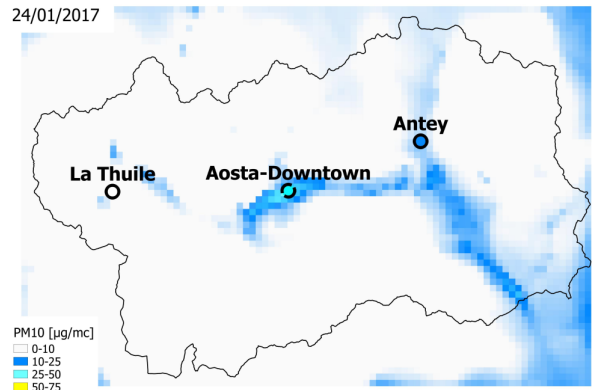 24/01/2017
Antey
La Thuile
Aosta-Downtown
PM10 [µg/mc]
0-10
10-25
25-50
50-75